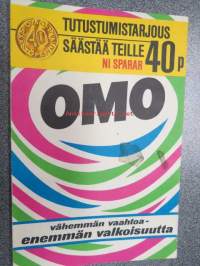 TUTUSTUMISTARJOUS
SÄÄSTÄÄ TEILLE
NI SPARAR
40p
40
OMO
vähemmän vaahtoa-
enemmän valkoisuutta